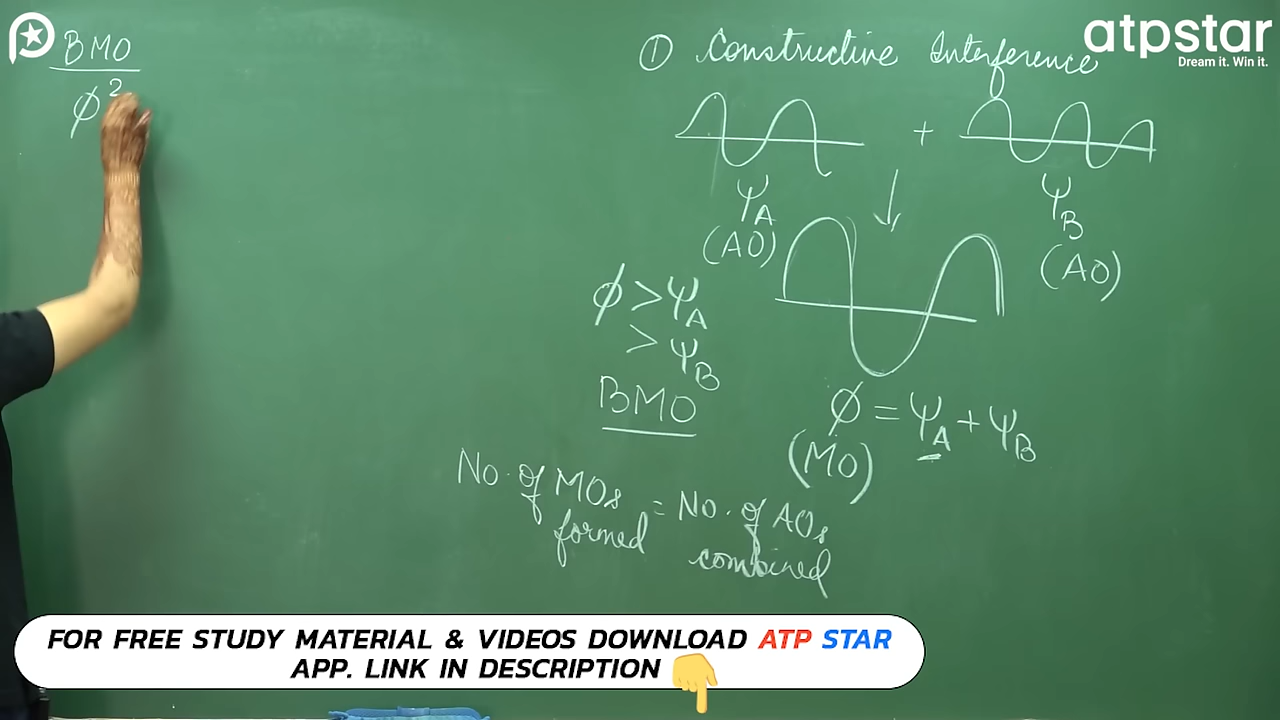 BMO
ϕ²
① Constructive Interference
atpstar
Dream it. Win it.
+
ψA
(AO)
ψB
(AO)
ϕ > ψA
> ψB
BMO
ϕ = ψA + ψB
(MO)
No. of MOs formed = No. of AOs combined
FOR FREE STUDY MATERIAL & VIDEOS DOWNLOAD ATP STAR
APP. LINK IN DESCRIPTION